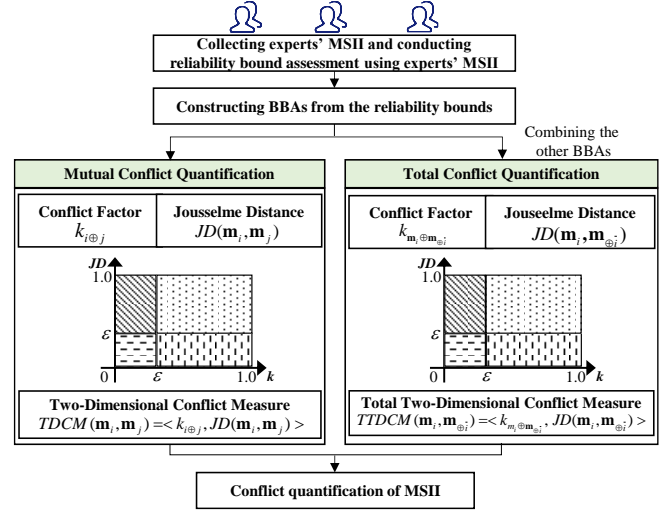 Collecting experts' MSII and conducting
reliability bound assessment using experts' MSII
Constructing BBAs from the reliability bounds
Combining the
other BBAs
Mutual Conflict Quantification
Conflict Factor
k_{i⊕j}
Jousselme Distance
JD(m_i,m_j)
JD
1.0
ε
0
ε
1.0
k
Two-Dimensional Conflict Measure
TDCM(m_i,m_j)=<k_{i⊕j},JD(m_i,m_j)>
Total Conflict Quantification
Conflict Factor
k_{m_i⊕m_{⊕ī}}
Jouseelme Distance
JD(m_i,m_{⊕ī})
JD
1.0
ε
0
ε
1.0
k
Total Two-Dimensional Conflict Measure
TTDCM(m_i,m_{⊕ī})=<k_{m_i⊕m_{⊕ī}},JD(m_i,m_{⊕ī})>
Conflict quantification of MSII